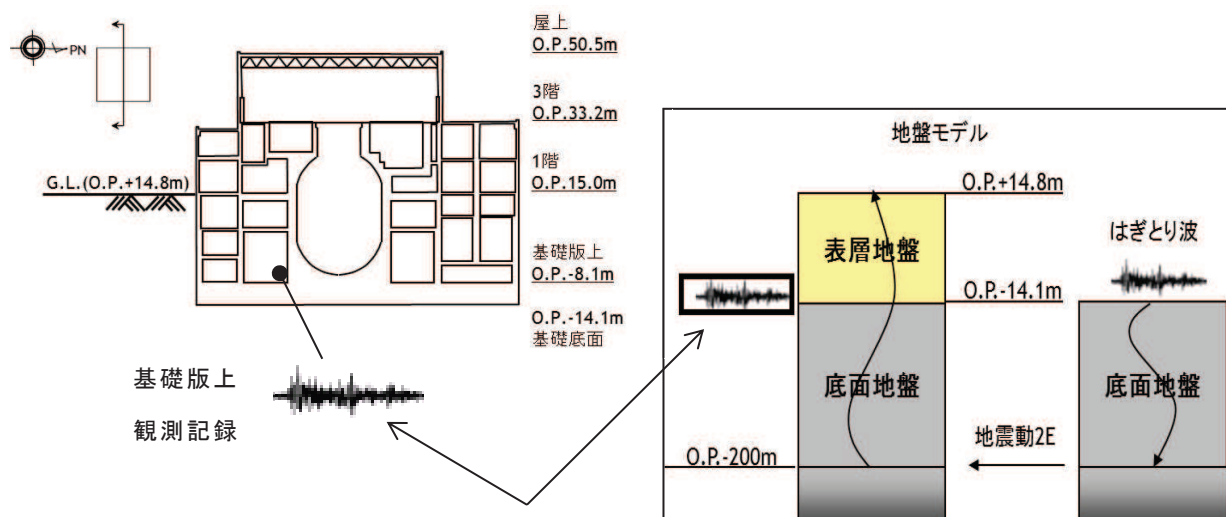 PN
屋上
O.P.50.5m
3階
O.P.33.2m
1階
O.P.15.0m
G.L.(O.P.+14.8m)
基礎版上
O.P.-8.1m
O.P.-14.1m
基礎底面
基礎版上
観測記録
地盤モデル
O.P.+14.8m
表層地盤
はぎとり波
O.P.-14.1m
底面地盤
底面地盤
地震動2E
O.P.-200m